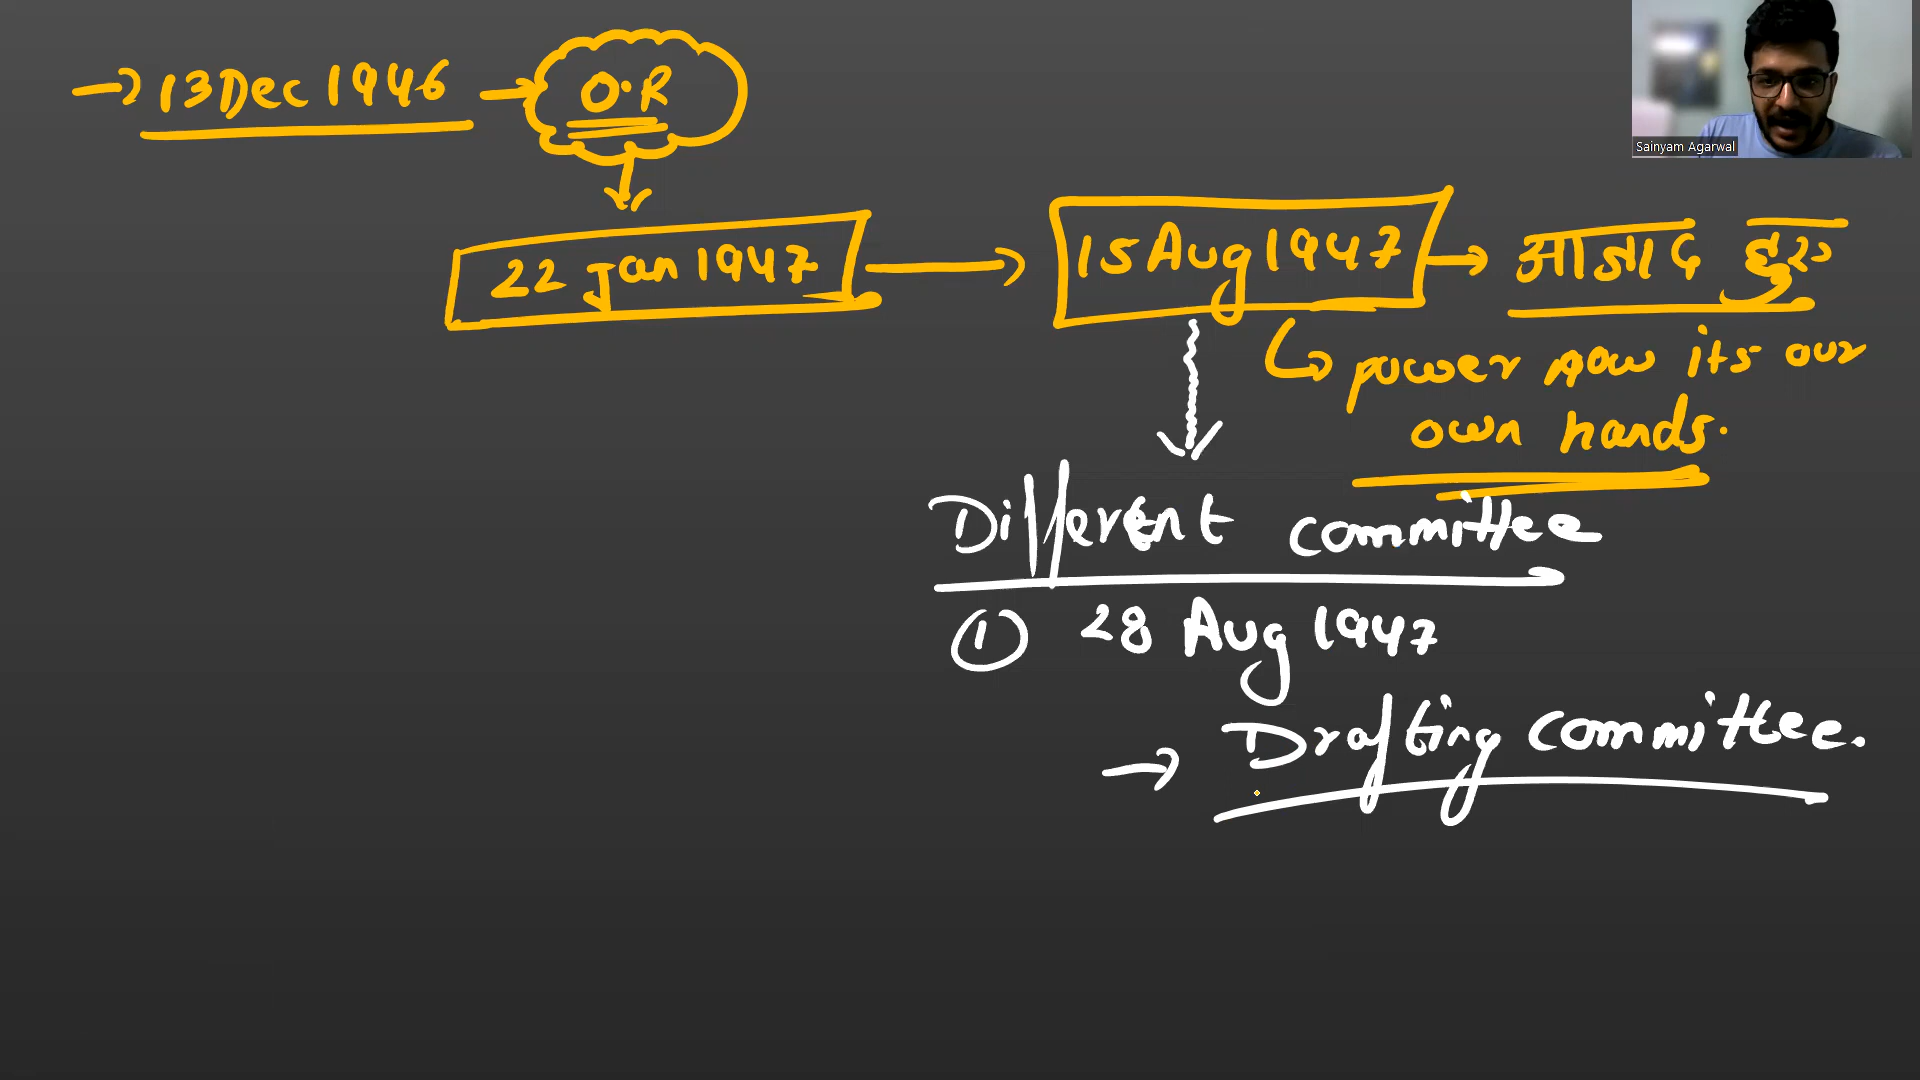 → 13 Dec 1946 → O.R
Sainyam Agarwal
22 Jan 1947 → 15 Aug 1947 → आज़ाद हुए
power now its our
own hands.
Different committee
① 28 Aug 1947
→ Drafting committee.